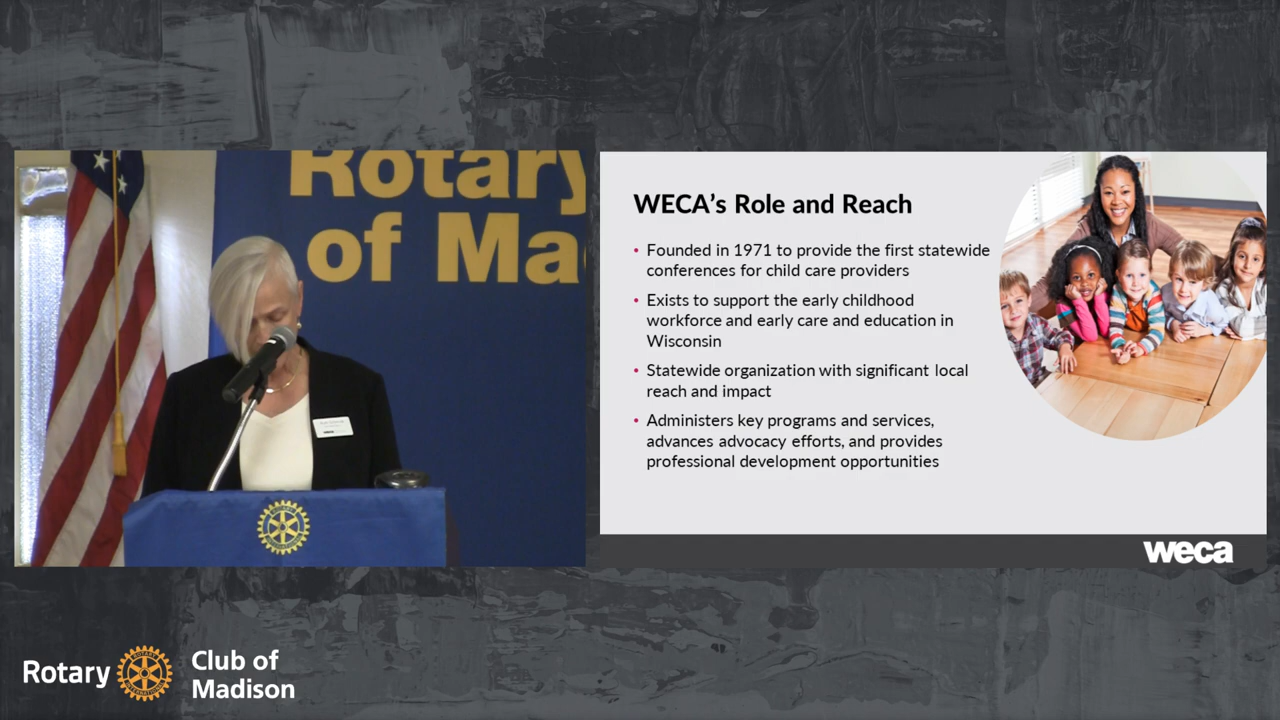 Rotary
of Ma
WECA’s Role and Reach
• Founded in 1971 to provide the first statewide
conferences for child care providers
• Exists to support the early childhood
workforce and early care and education in
Wisconsin
• Statewide organization with significant local
reach and impact
• Administers key programs and services,
advances advocacy efforts, and provides
professional development opportunities
weca
Rotary
Club of
Madison